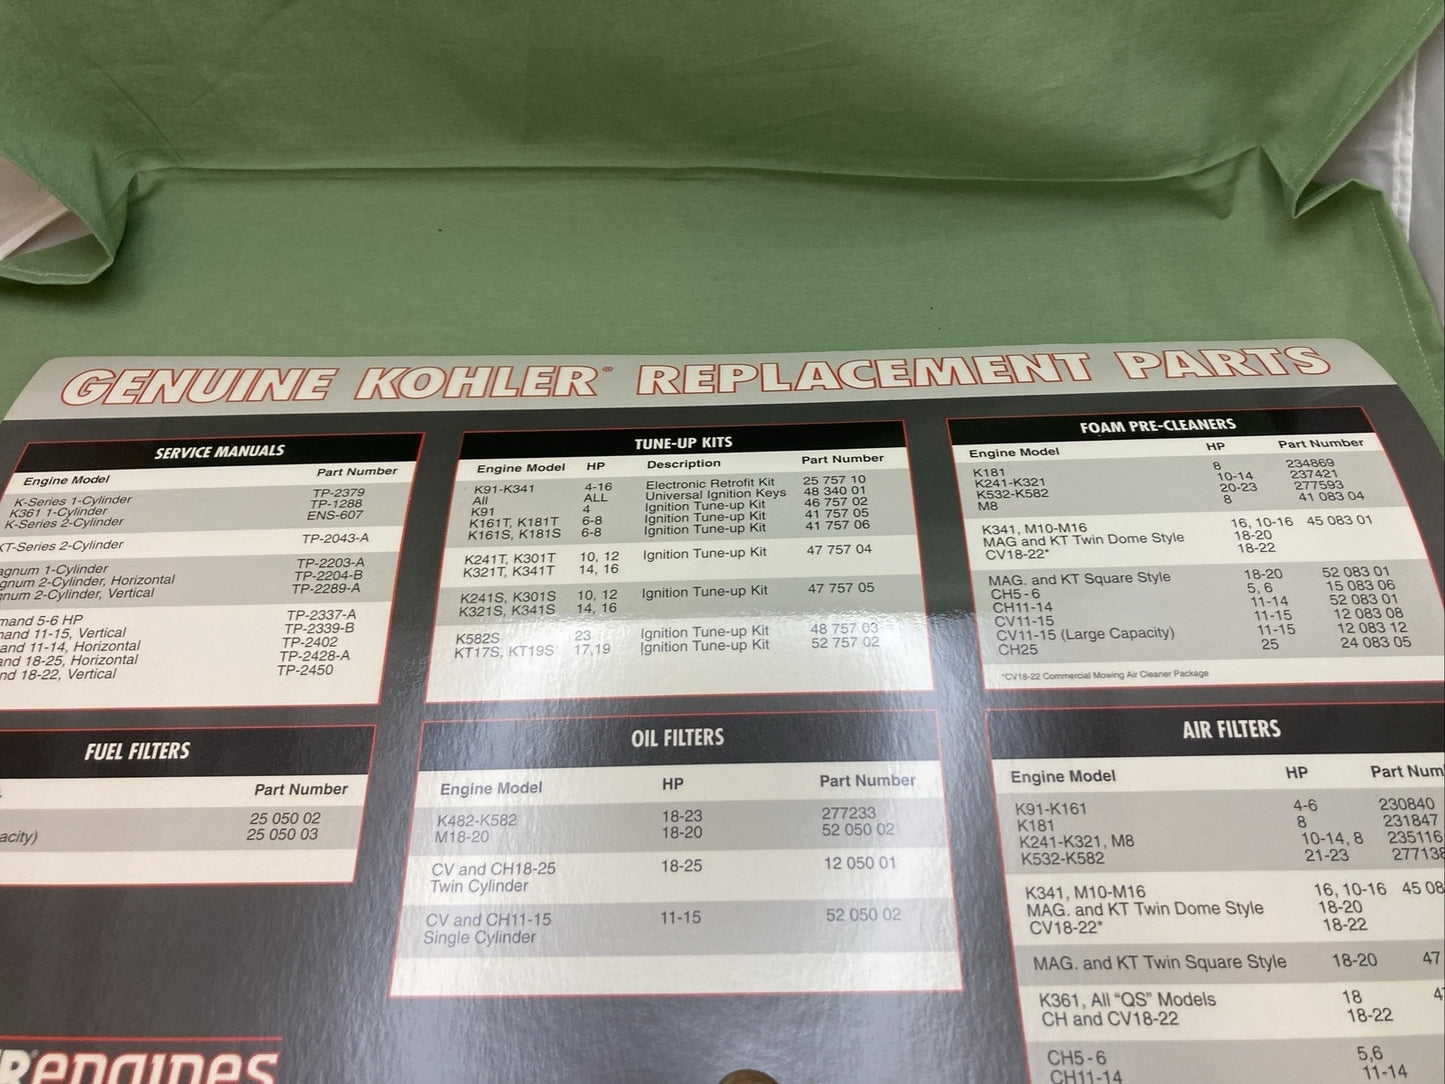 GENUINE KOHLER® REPLACEMENT PARTS
SERVICE MANUALS
Engine Model Part Number
K-Series 1-Cylinder TP-2379
K361 1-Cylinder TP-1288
K-Series 2-Cylinder ENS-607
KT-Series 2-Cylinder TP-2043-A
agnum 1-Cylinder TP-2203-A
gnum 2-Cylinder, Horizontal TP-2204-B
num 2-Cylinder, Vertical TP-2289-A
mand 5-6 HP TP-2337-A
mand 11-15, Vertical TP-2339-B
and 11-14, Horizontal TP-2402
nd 18-25, Horizontal TP-2428-A
nd 18-22, Vertical TP-2450
TUNE-UP KITS
Engine Model HP Description Part Number
K91-K341 4-16 Electronic Retrofit Kit 25 757 10
All ALL Universal Ignition Keys 48 340 01
K91 4 Ignition Tune-up Kit 46 757 02
K161T, K181T 6-8 Ignition Tune-up Kit 41 757 05
K161S, K181S 6-8 Ignition Tune-up Kit 41 757 06
K241T, K301T 10, 12 Ignition Tune-up Kit 47 757 04
K321T, K341T 14, 16
K241S, K301S 10, 12 Ignition Tune-up Kit 47 757 05
K321S, K341S 14, 16
K582S 23 Ignition Tune-up Kit 48 757 03
KT17S, KT19S 17,19 Ignition Tune-up Kit 52 757 02
FOAM PRE-CLEANERS
Engine Model HP Part Number
K181 8 234869
K241-K321 10-14 237421
K532-K582 20-23 277593
M8 8 41 083 04
K341, M10-M16 16, 10-16 45 083 01
MAG and KT Twin Dome Style 18-20
CV18-22* 18-22
MAG. and KT Square Style 18-20 52 083 01
CH5-6 5, 6 15 083 06
CH11-14 11-14 52 083 01
CV11-15 11-15 12 083 08
CV11-15 (Large Capacity) 11-15 12 083 12
CH25 25 24 083 05
*CV18-22 Commercial Mowing Air Cleaner Package
FUEL FILTERS
Part Number
25 050 02
acity) 25 050 03
OIL FILTERS
Engine Model HP Part Number
K482-K582 18-23 277233
M18-20 18-20 52 050 02
CV and CH18-25 18-25 12 050 01
Twin Cylinder
CV and CH11-15 11-15 52 050 02
Single Cylinder
AIR FILTERS
Engine Model HP Part Num
K91-K161 4-6 230840
K181 8 231847
K241-K321, M8 10-14, 8 235116
K532-K582 21-23 277138
K341, M10-M16 16, 10-16 45 08
MAG. and KT Twin Dome Style 18-20
CV18-22* 18-22
MAG. and KT Twin Square Style 18-20 47
K361, All "QS" Models 18 47
CH and CV18-22 18-22
CH5-6 5,6
CH11-14 11-14
R® engines